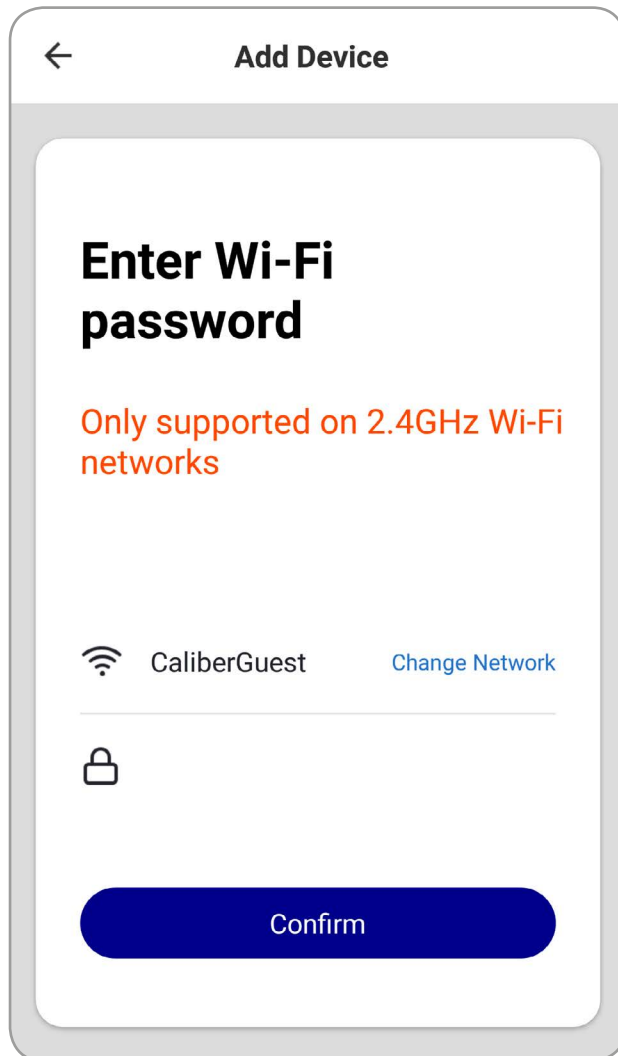 Add Device
Enter Wi-Fi
password
Only supported on 2.4GHz Wi-Fi
networks
CaliberGuest Change Network
Confirm